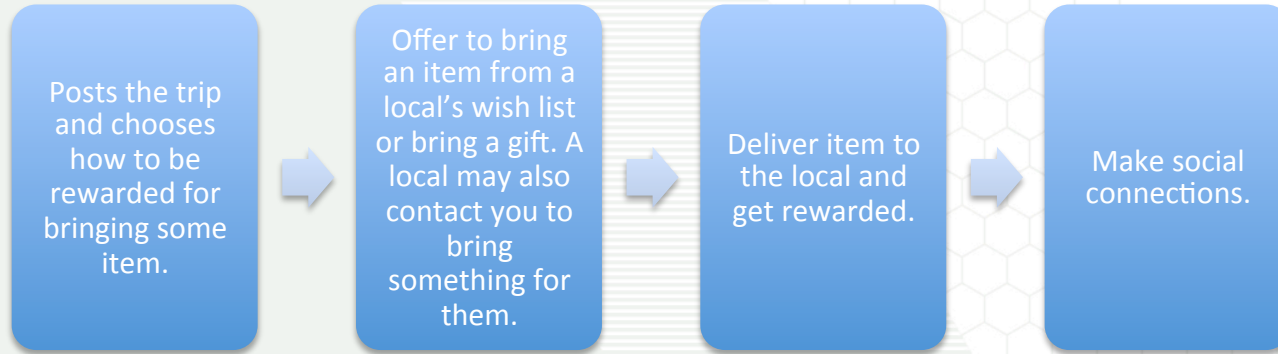 Posts the trip
and chooses
how to be
rewarded for
bringing some
item.
Offer to bring
an item from a
local’s wish list
or bring a gift. A
local may also
contact you to
bring
something for
them.
Deliver item to
the local and
get rewarded.
Make social
connections.